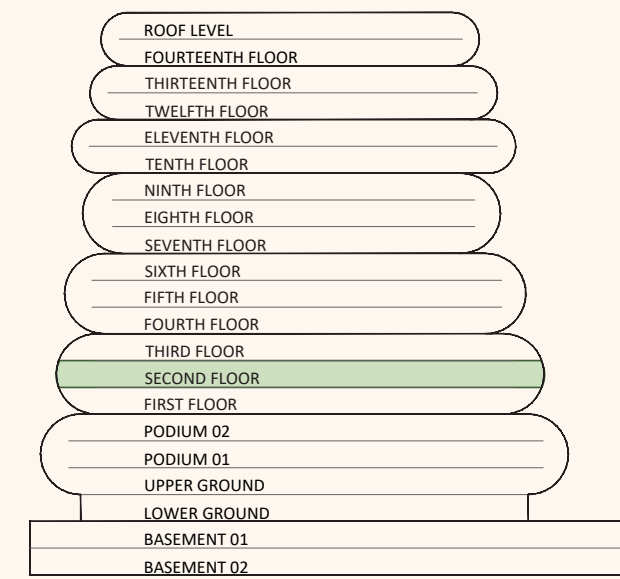 ROOF LEVEL
FOURTEENTH FLOOR
THIRTEENTH FLOOR
TWELFTH FLOOR
ELEVENTH FLOOR
TENTH FLOOR
NINTH FLOOR
EIGHTH FLOOR
SEVENTH FLOOR
SIXTH FLOOR
FIFTH FLOOR
FOURTH FLOOR
THIRD FLOOR
SECOND FLOOR
FIRST FLOOR
PODIUM 02
PODIUM 01
UPPER GROUND
LOWER GROUND
BASEMENT 01
BASEMENT 02